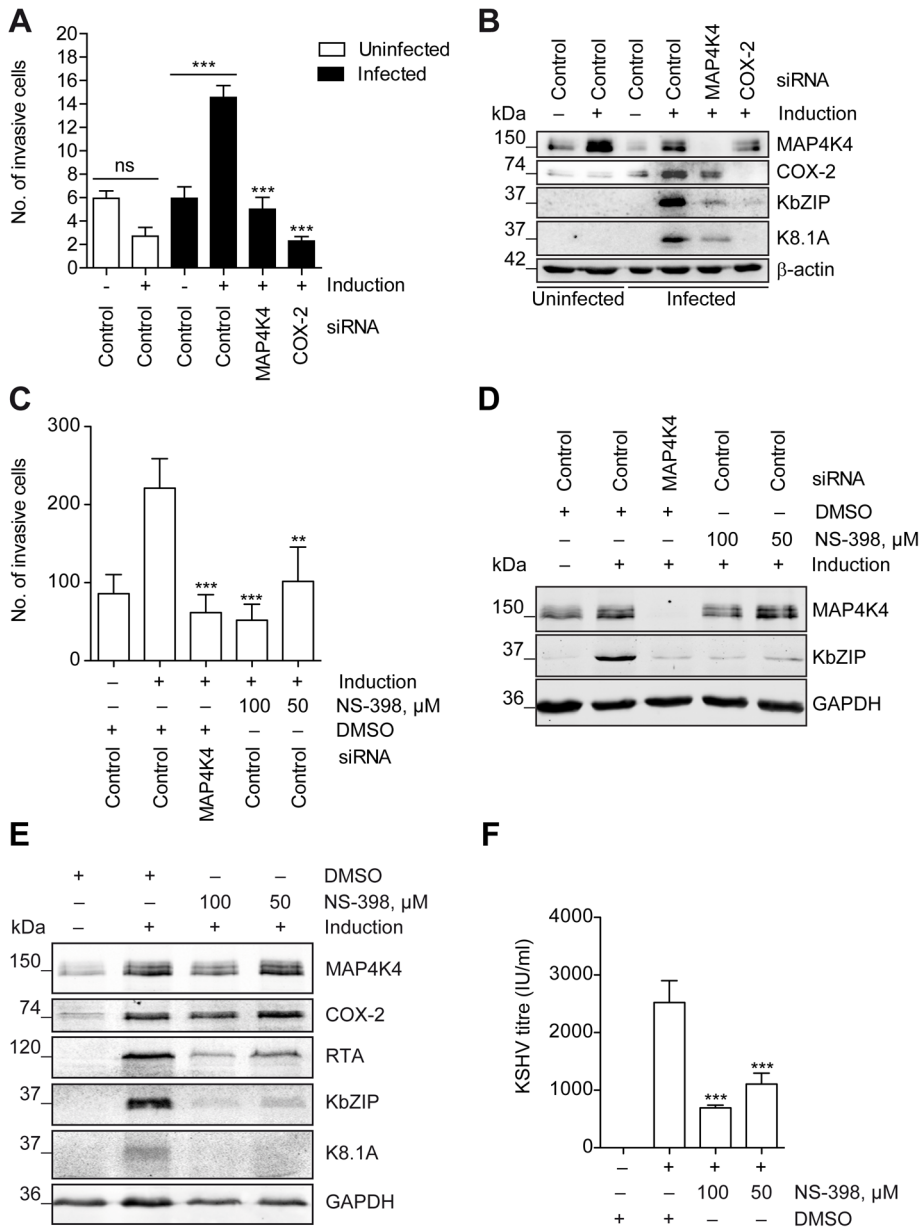 A
No. of invasive cells
20
18
16
14
12
10
8
6
4
2
0
Uninfected
Infected
ns
***
***
***
- + - + + + Induction
Control Control Control Control MAP4K4 COX-2 siRNA
B
Control Control Control Control MAP4K4 COX-2 siRNA
– + – + + + Induction
kDa
150 MAP4K4
74 COX-2
37 KbZIP
37 K8.1A
42 β-actin
Uninfected Infected
C
No. of invasive cells
300
200
100
0
***
***
**
– + + + + Induction
– – – 100 50 NS-398, µM
+ + + – – DMSO
Control Control MAP4K4 Control Control siRNA
D
Control Control MAP4K4 Control Control siRNA
+ + + – – DMSO
– – – 100 50 NS-398, µM
kDa – + + + + Induction
150 MAP4K4
37 KbZIP
36 GAPDH
E
+ + – – DMSO
– – 100 50 NS-398, µM
kDa – + + + Induction
150 MAP4K4
74 COX-2
120 RTA
37 KbZIP
37 K8.1A
36 GAPDH
F
KSHV titre (IU/ml)
4000
3000
2000
1000
0
***
***
– + + +
– – 100 50 NS-398, µM
+ + – – DMSO